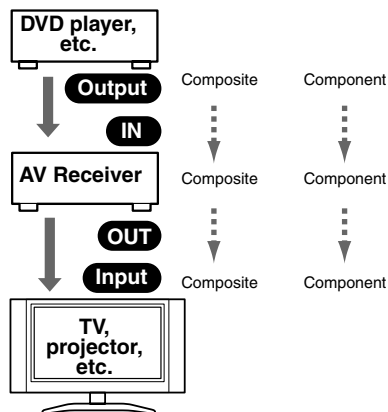 DVD player,
etc.
Output Composite Component
IN
AV Receiver Composite Component
OUT
Input Composite Component
TV,
projector,
etc.